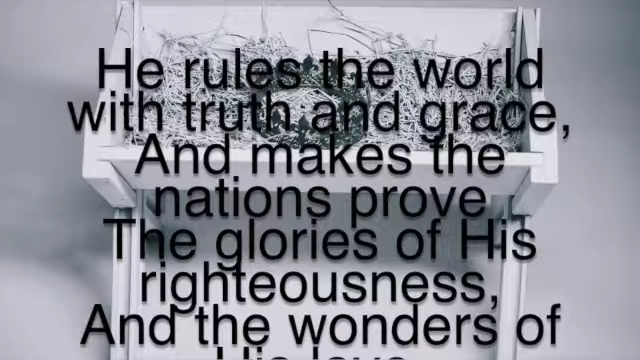 He rules the world
with truth and grace,
And makes the
nations prove
The glories of His
righteousness,
And the wonders of
His love